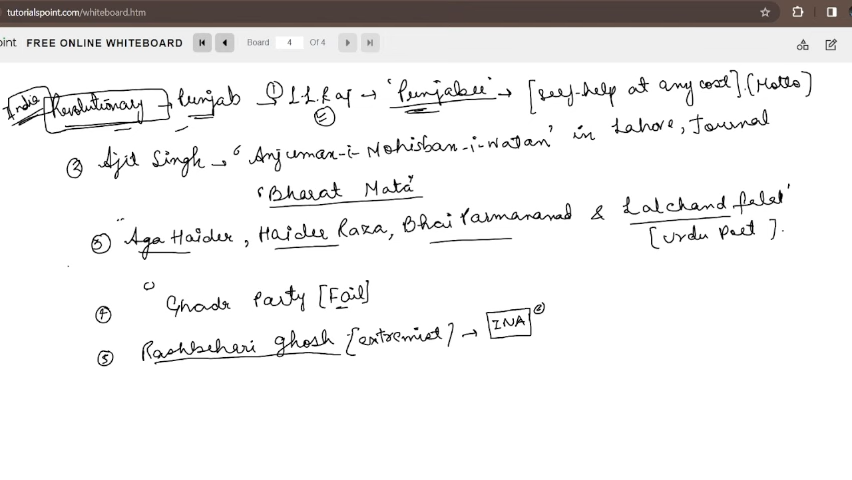 tutorialspoint.com/whiteboard.htm
oint FREE ONLINE WHITEBOARD Board 4 Of 4
India Revolutionary → Punjab → ① L.L.Rai → 'Punjabee' → [self-help at any cost].(Motto)
(E)
② Ajit Singh → 'Anjuman-i-Mohisban-i-Watan' in Lahore, Journal
'Bharat Mata'
③ Aga Haider, Haider Raza, Bhai Parmananad & Lalchand falak'
[Urdu Poet].
④ Ghadr Party [Fail]
⑤ Rashbehari ghosh [extremist] → INA